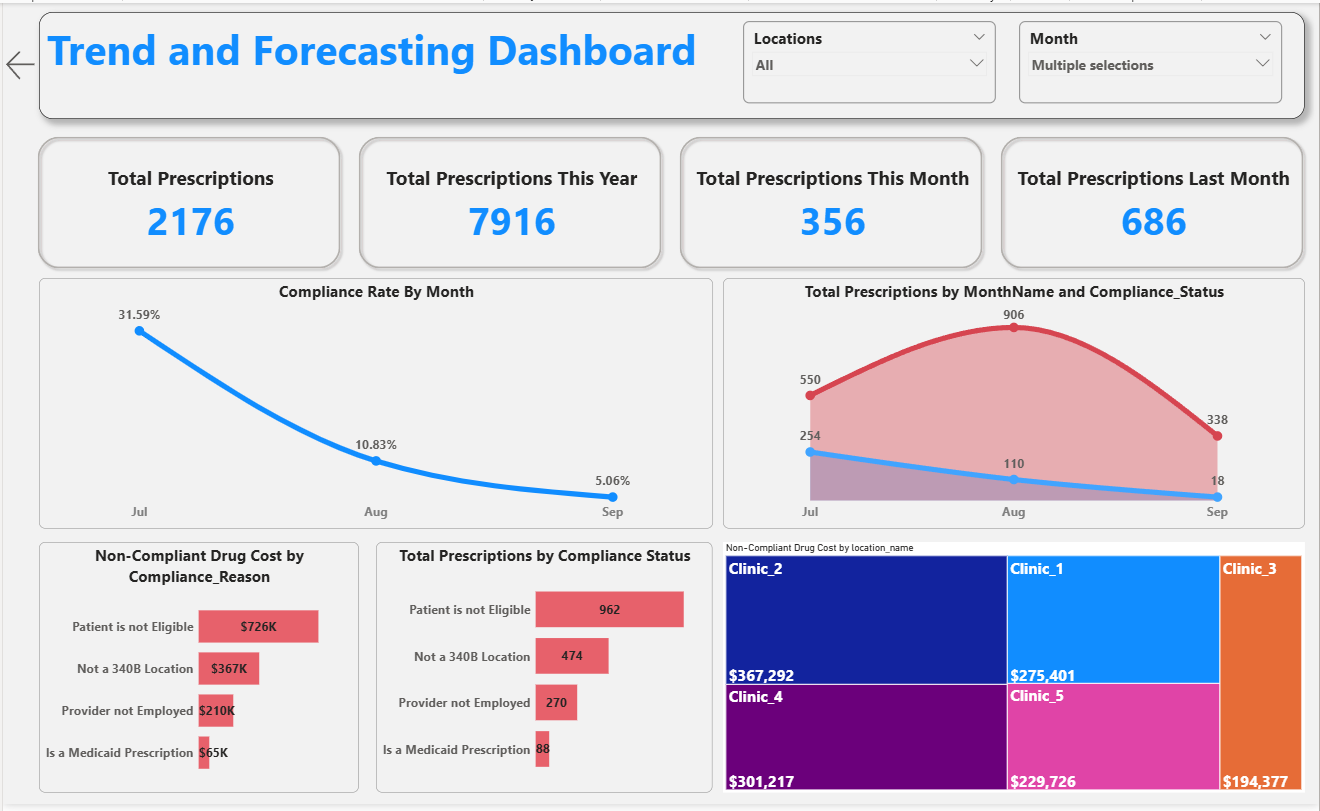 Trend and Forecasting Dashboard
Locations
All
Month
Multiple selections
Total Prescriptions
2176
Total Prescriptions This Year
7916
Total Prescriptions This Month
356
Total Prescriptions Last Month
686
Compliance Rate By Month
31.59%
10.83%
5.06%
Jul
Aug
Sep
Total Prescriptions by MonthName and Compliance_Status
906
550
338
254
110
18
Jul
Aug
Sep
Non-Compliant Drug Cost by
Compliance_Reason
Patient is not Eligible
$726K
Not a 340B Location
$367K
Provider not Employed
$210K
Is a Medicaid Prescription
$65K
Total Prescriptions by Compliance Status
Patient is not Eligible
962
Not a 340B Location
474
Provider not Employed
270
Is a Medicaid Prescription
88
Non-Compliant Drug Cost by location_name
Clinic_2
$367,292
Clinic_1
$275,401
Clinic_3
$194,377
Clinic_4
$301,217
Clinic_5
$229,726